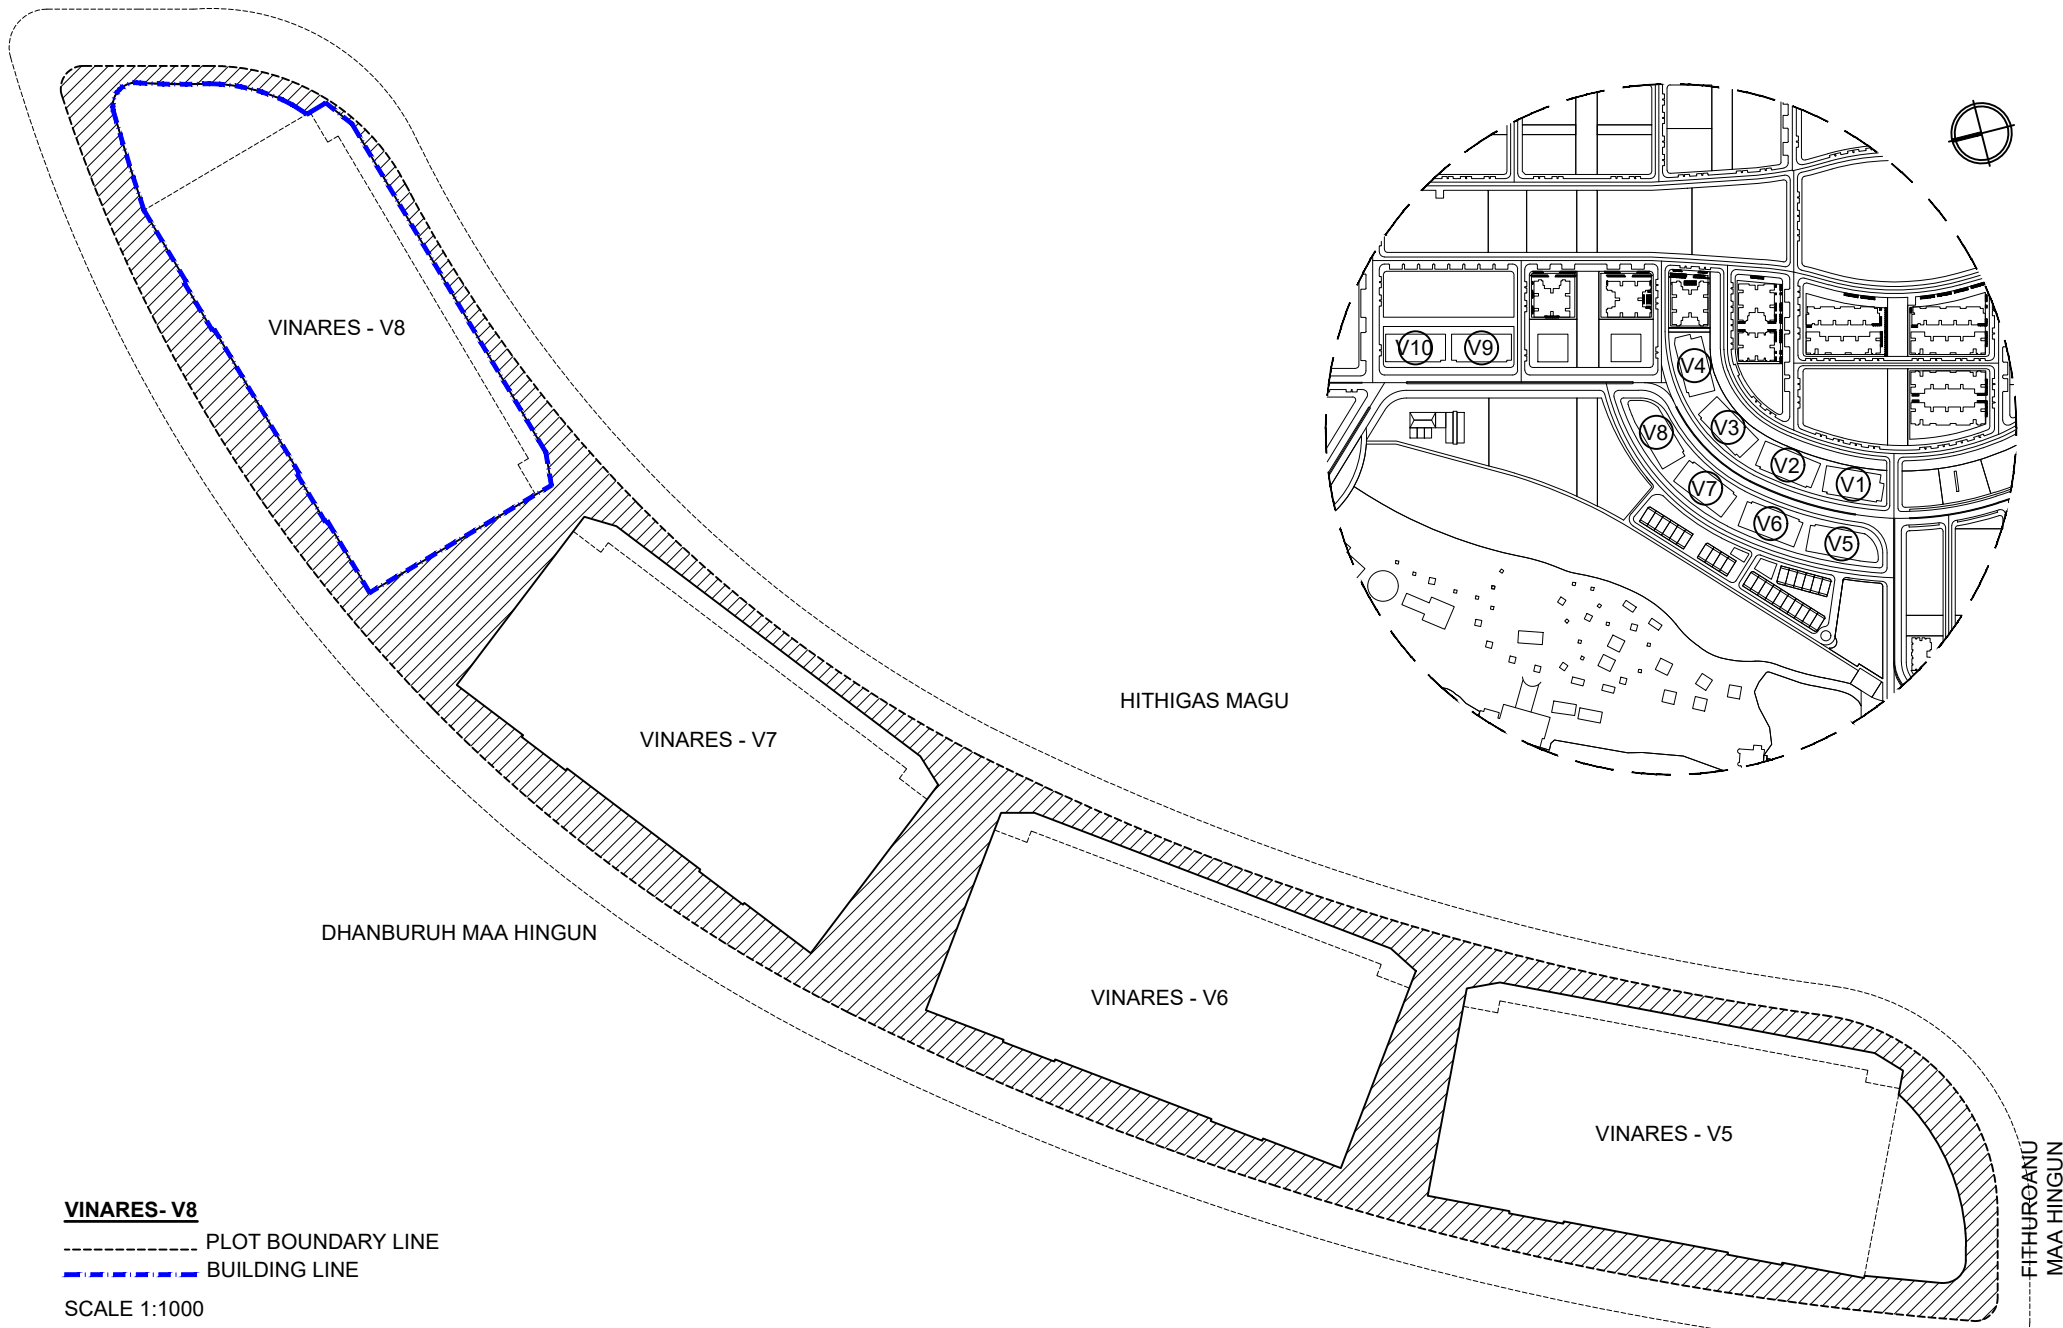 VINARES - V8
V10
V9
V4
V3
V8
V2
V1
V7
V6
V5
HITHIGAS MAGU
VINARES - V7
DHANBURUH MAA HINGUN
VINARES - V6
VINARES - V5
FITHUROANU
MAA HINGUN
VINARES- V8
PLOT BOUNDARY LINE
BUILDING LINE
SCALE 1:1000